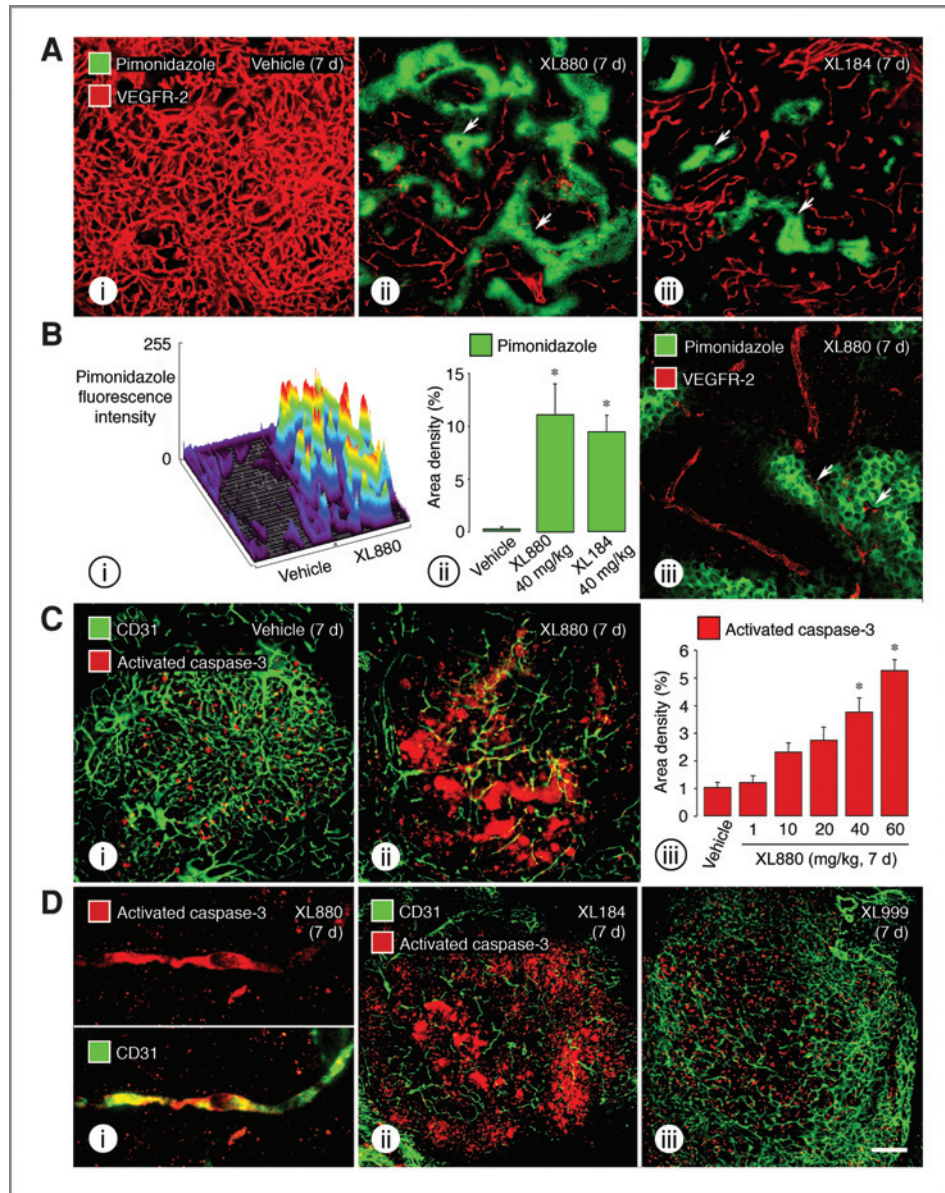 A
Pimonidazole
VEGFR-2
Vehicle (7 d)
i
XL880 (7 d)
ii
XL184 (7 d)
iii
B
255
Pimonidazole
fluorescence
intensity
0
Vehicle
XL880
i
Pimonidazole
Area density (%)
15
10
5
0
*
*
Vehicle
XL880
40 mg/kg
XL184
40 mg/kg
ii
Pimonidazole
VEGFR-2
XL880 (7 d)
iii
C
CD31
Activated caspase-3
Vehicle (7 d)
i
XL880 (7 d)
ii
Activated caspase-3
Area density (%)
6
5
4
3
2
1
0
*
*
Vehicle
1 10 20 40 60
XL880 (mg/kg, 7 d)
iii
D
Activated caspase-3
XL880
(7 d)
CD31
i
CD31
Activated caspase-3
XL184
(7 d)
ii
XL999
(7 d)
iii